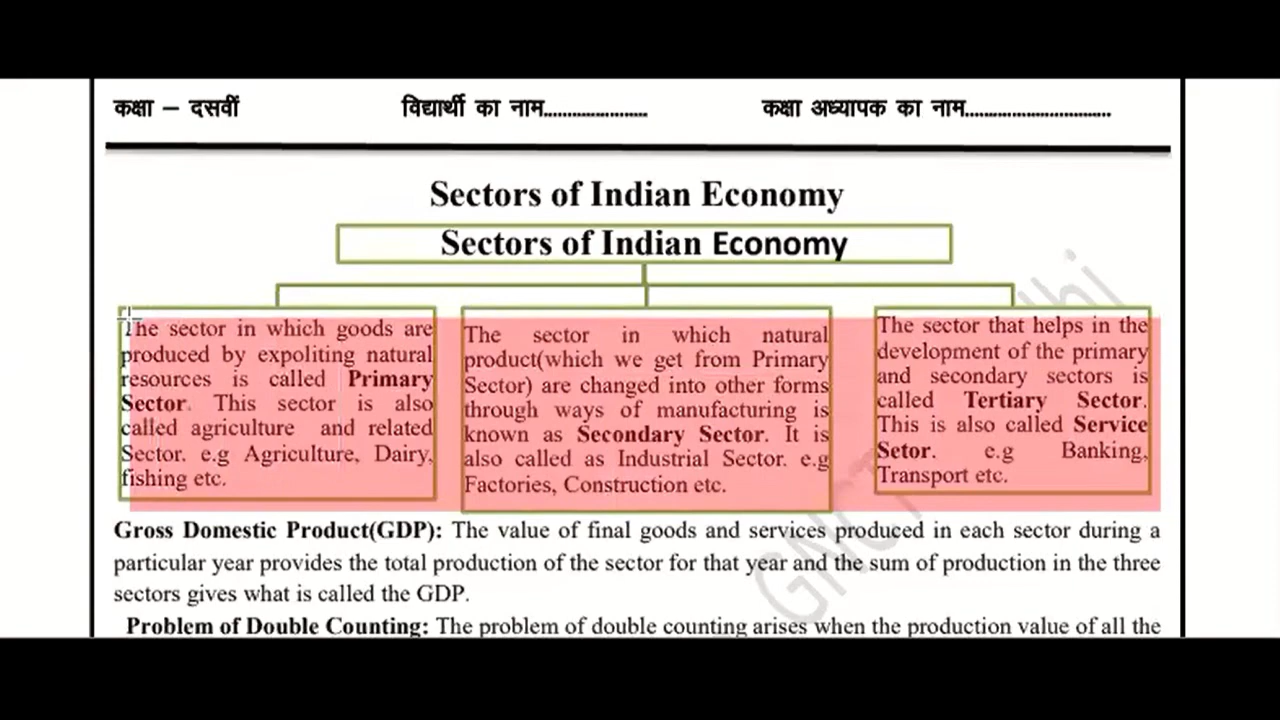 कक्षा – दसवीं विद्यार्थी का नाम...................... कक्षा अध्यापक का नाम...............................
Sectors of Indian Economy
Sectors of Indian Economy
The sector in which goods are
produced by expoliting natural
resources is called Primary
Sector. This sector is also
called agriculture and related
Sector. e.g Agriculture, Dairy,
fishing etc.
The sector in which natural
product(which we get from Primary
Sector) are changed into other forms
through ways of manufacturing is
known as Secondary Sector. It is
also called as Industrial Sector. e.g
Factories, Construction etc.
The sector that helps in the
development of the primary
and secondary sectors is
called Tertiary Sector.
This is also called Service
Setor. e.g Banking,
Transport etc.
Gross Domestic Product(GDP): The value of final goods and services produced in each sector during a
particular year provides the total production of the sector for that year and the sum of production in the three
sectors gives what is called the GDP.
Problem of Double Counting: The problem of double counting arises when the production value of all the